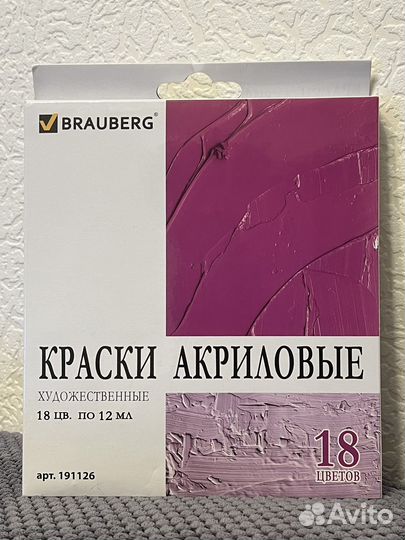 BRAUBERG
КРАСКИ АКРИЛОВЫЕ
ХУДОЖЕСТВЕННЫЕ
18 ЦВ. ПО 12 МЛ
18
ЦВЕТОВ
арт. 191126
Avito